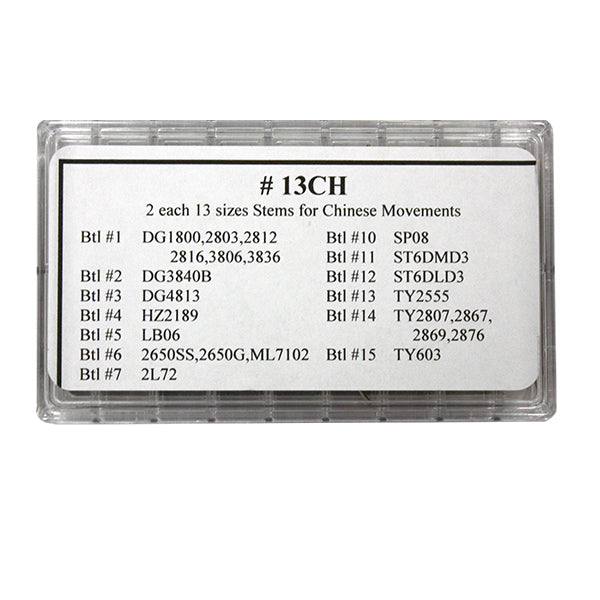 # 13CH
2 each 13 sizes Stems for Chinese Movements
Btl #1 DG1800,2803,2812
2816,3806,3836
Btl #2 DG3840B
Btl #3 DG4813
Btl #4 HZ2189
Btl #5 LB06
Btl #6 2650SS,2650G,ML7102
Btl #7 2L72
Btl #10 SP08
Btl #11 ST6DMD3
Btl #12 ST6DLD3
Btl #13 TY2555
Btl #14 TY2807,2867,
2869,2876
Btl #15 TY603